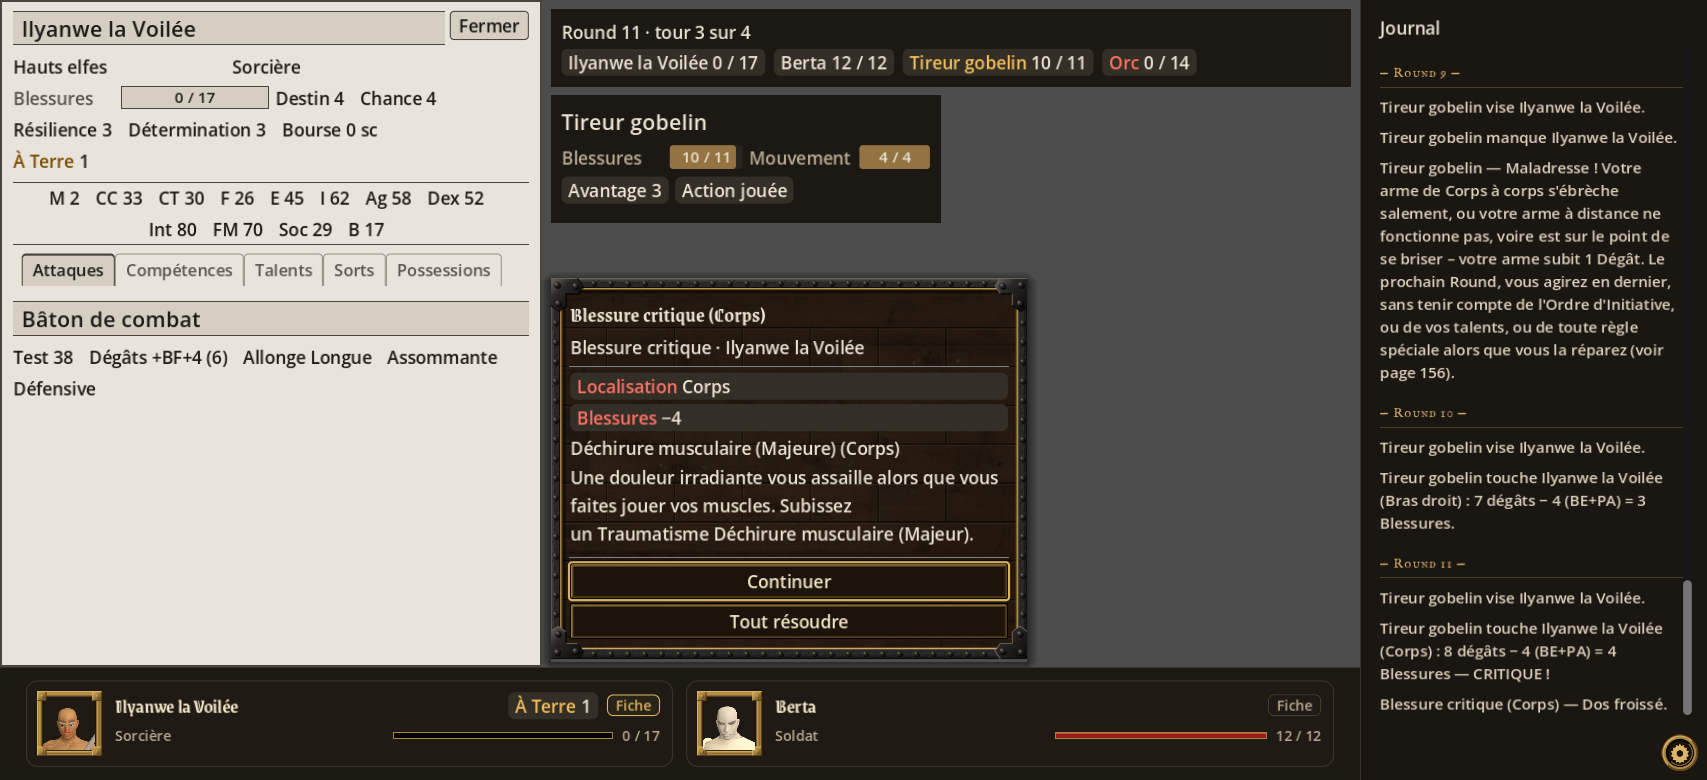 Ilyanwe la Voilée
Fermer
Hauts elfes Sorcière
Blessures 0 / 17 Destin 4 Chance 4
Résilience 3 Détermination 3 Bourse 0 sc
À Terre 1
M 2 CC 33 CT 30 F 26 E 45 I 62 Ag 58 Dex 52
Int 80 FM 70 Soc 29 B 17
Attaques Compétences Talents Sorts Possessions
Bâton de combat
Test 38 Dégâts +BF+4 (6) Allonge Longue Assommante
Défensive
Round 11 · tour 3 sur 4
Ilyanwe la Voilée 0 / 17 Berta 12 / 12 Tireur gobelin 10 / 11 Orc 0 / 14
Tireur gobelin
Blessures 10 / 11 Mouvement 4 / 4
Avantage 3 Action jouée
Blessure critique (Corps)
Blessure critique · Ilyanwe la Voilée
Localisation Corps
Blessures −4
Déchirure musculaire (Majeure) (Corps)
Une douleur irradiante vous assaille alors que vous
faites jouer vos muscles. Subissez
un Traumatisme Déchirure musculaire (Majeur).
Continuer
Tout résoudre
Journal
– Round 9 –
Tireur gobelin vise Ilyanwe la Voilée.
Tireur gobelin manque Ilyanwe la Voilée.
Tireur gobelin — Maladresse ! Votre
arme de Corps à corps s'ébrèche
salement, ou votre arme à distance ne
fonctionne pas, voire est sur le point de
se briser – votre arme subit 1 Dégât. Le
prochain Round, vous agirez en dernier,
sans tenir compte de l'Ordre d'Initiative,
ou de vos talents, ou de toute règle
spéciale alors que vous la réparez (voir
page 156).
– Round 10 –
Tireur gobelin vise Ilyanwe la Voilée.
Tireur gobelin touche Ilyanwe la Voilée
(Bras droit) : 7 dégâts − 4 (BE+PA) = 3
Blessures.
– Round 11 –
Tireur gobelin vise Ilyanwe la Voilée.
Tireur gobelin touche Ilyanwe la Voilée
(Corps) : 8 dégâts − 4 (BE+PA) = 4
Blessures — CRITIQUE !
Blessure critique (Corps) — Dos froissé.
Ilyanwe la Voilée À Terre 1 Fiche
Sorcière 0 / 17
Berta Fiche
Soldat 12 / 12